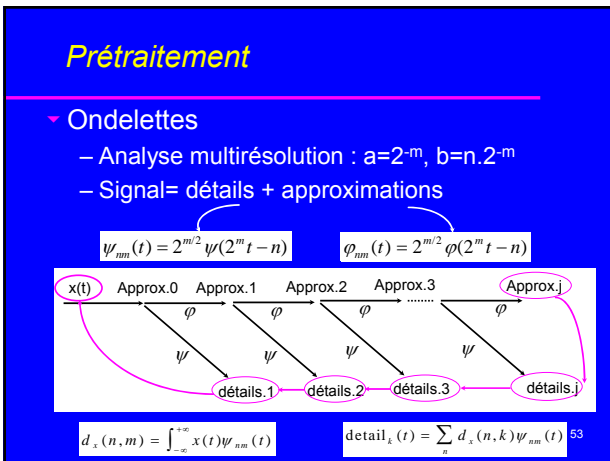 Prétraitement
Ondelettes
– Analyse multirésolution : a=2^-m, b=n.2^-m
– Signal= détails + approximations
ψ_nm(t) = 2^{m/2} ψ(2^m t − n)
φ_nm(t) = 2^{m/2} φ(2^m t − n)
x(t) Approx.0 Approx.1 Approx.2 Approx.3 ........ Approx.j
φ φ φ φ
ψ ψ ψ ψ
détails.1 détails.2 détails.3 détails.j
d_x(n,m) = ∫_{−∞}^{+∞} x(t)ψ_nm(t)
detail_k(t) = ∑_n d_x(n,k)ψ_nm(t)
53